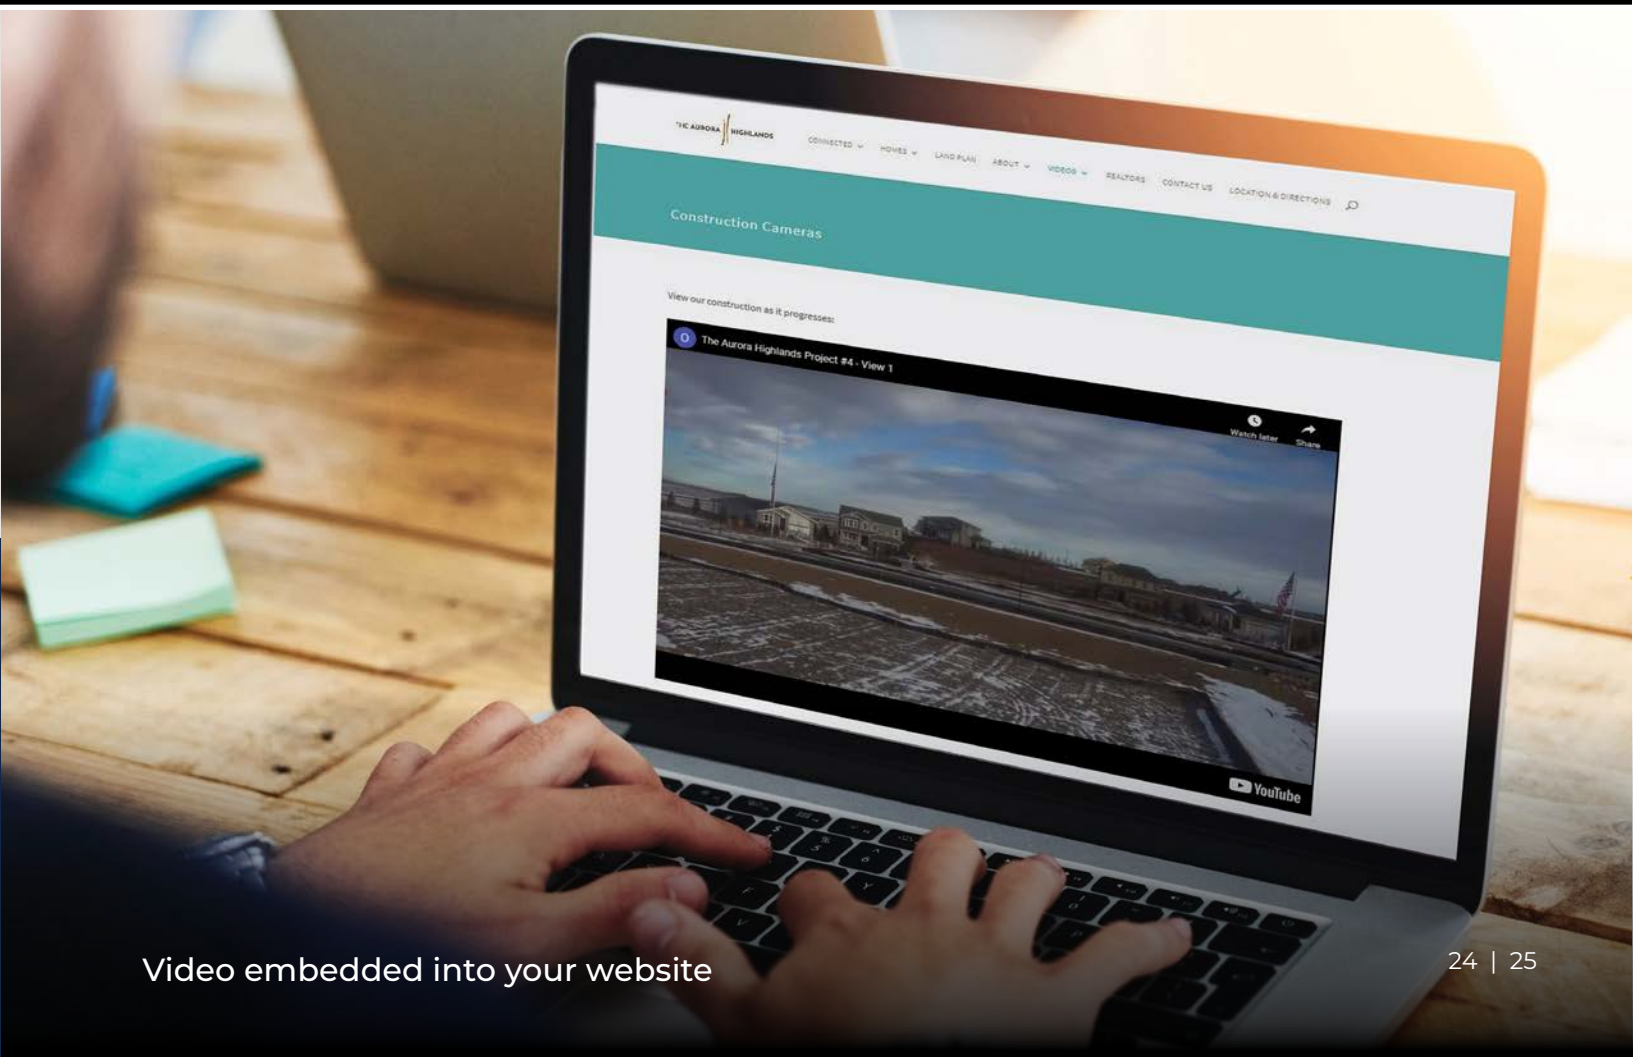 THE AURORA HIGHLANDS
CONNECTED HOMES LAND PLAN ABOUT VIDEOS REALTORS CONTACT US LOCATION & DIRECTIONS
Construction Cameras
View our construction as it progresses:
O The Aurora Highlands Project #4 - View 1
Watch later Share
YouTube
Video embedded into your website
24 | 25